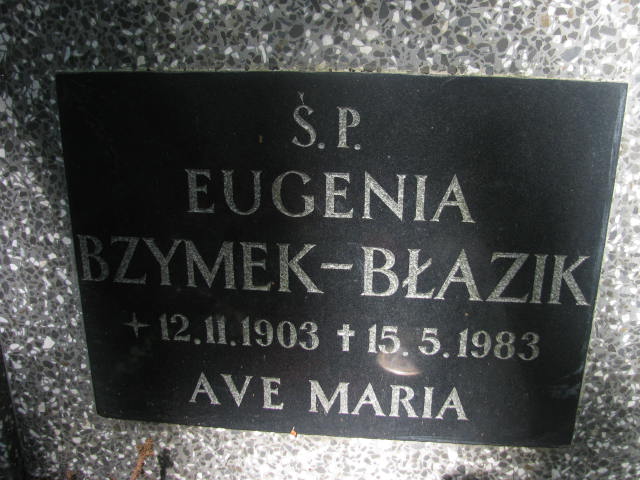 Ś.P.
EUGENIA
BZYMEK-BŁAZIK
+12.11.1903 ✝15.5.1983
AVE MARIA